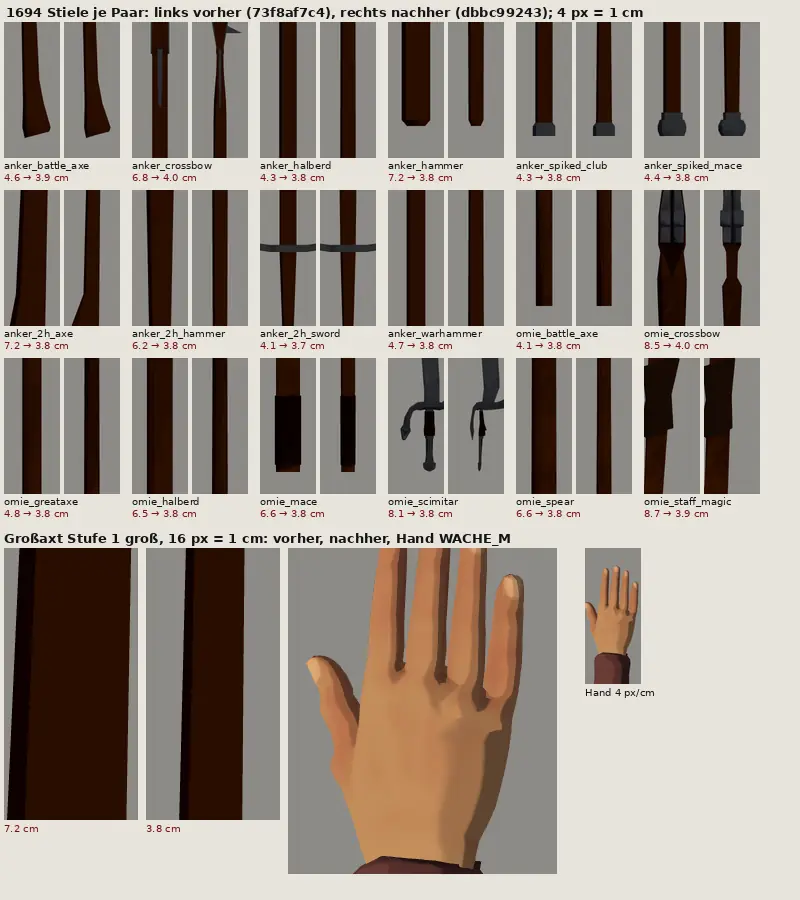 1694 Stiele je Paar: links vorher (73f8af7c4), rechts nachher (dbbc99243); 4 px = 1 cm
anker_battle_axe anker_crossbow anker_halberd anker_hammer anker_spiked_club anker_spiked_mace
4.6 → 3.9 cm 6.8 → 4.0 cm 4.3 → 3.8 cm 7.2 → 3.8 cm 4.3 → 3.8 cm 4.4 → 3.8 cm
anker_2h_axe anker_2h_hammer anker_2h_sword anker_warhammer omie_battle_axe omie_crossbow
7.2 → 3.8 cm 6.2 → 3.8 cm 4.1 → 3.7 cm 4.7 → 3.8 cm 4.1 → 3.8 cm 8.5 → 4.0 cm
omie_greataxe omie_halberd omie_mace omie_scimitar omie_spear omie_staff_magic
4.8 → 3.8 cm 6.5 → 3.8 cm 6.6 → 3.8 cm 8.1 → 3.8 cm 6.6 → 3.8 cm 8.7 → 3.9 cm
Großaxt Stufe 1 groß, 16 px = 1 cm: vorher, nachher, Hand WACHE_M
Hand 4 px/cm
7.2 cm 3.8 cm